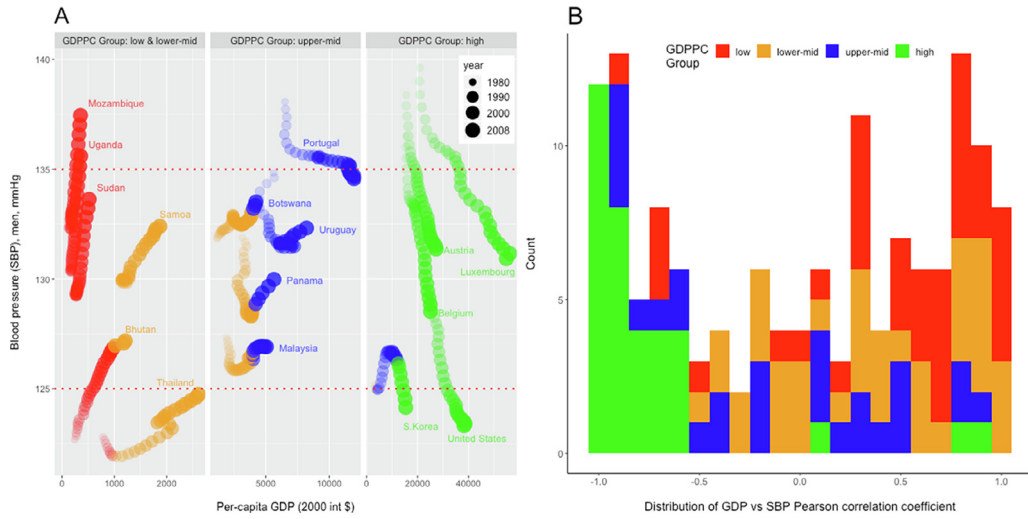 A
GDPPC Group: low & lower-mid
GDPPC Group: upper-mid
GDPPC Group: high
Blood pressure (SBP), men, mmHg
140
135
130
125
year
1980
1990
2000
2008
Mozambique
Uganda
Sudan
Samoa
Bhutan
Thailand
Portugal
Botswana
Uruguay
Panama
Malaysia
Austria
Luxembourg
Belgium
S.Korea
United States
0 1000 2000
5000 10000
0 20000 40000
Per-capita GDP (2000 int $)
B
GDPPC
Group
low
lower-mid
upper-mid
high
Count
10
5
0
-1.0 -0.5 0.0 0.5 1.0
Distribution of GDP vs SBP Pearson correlation coefficient